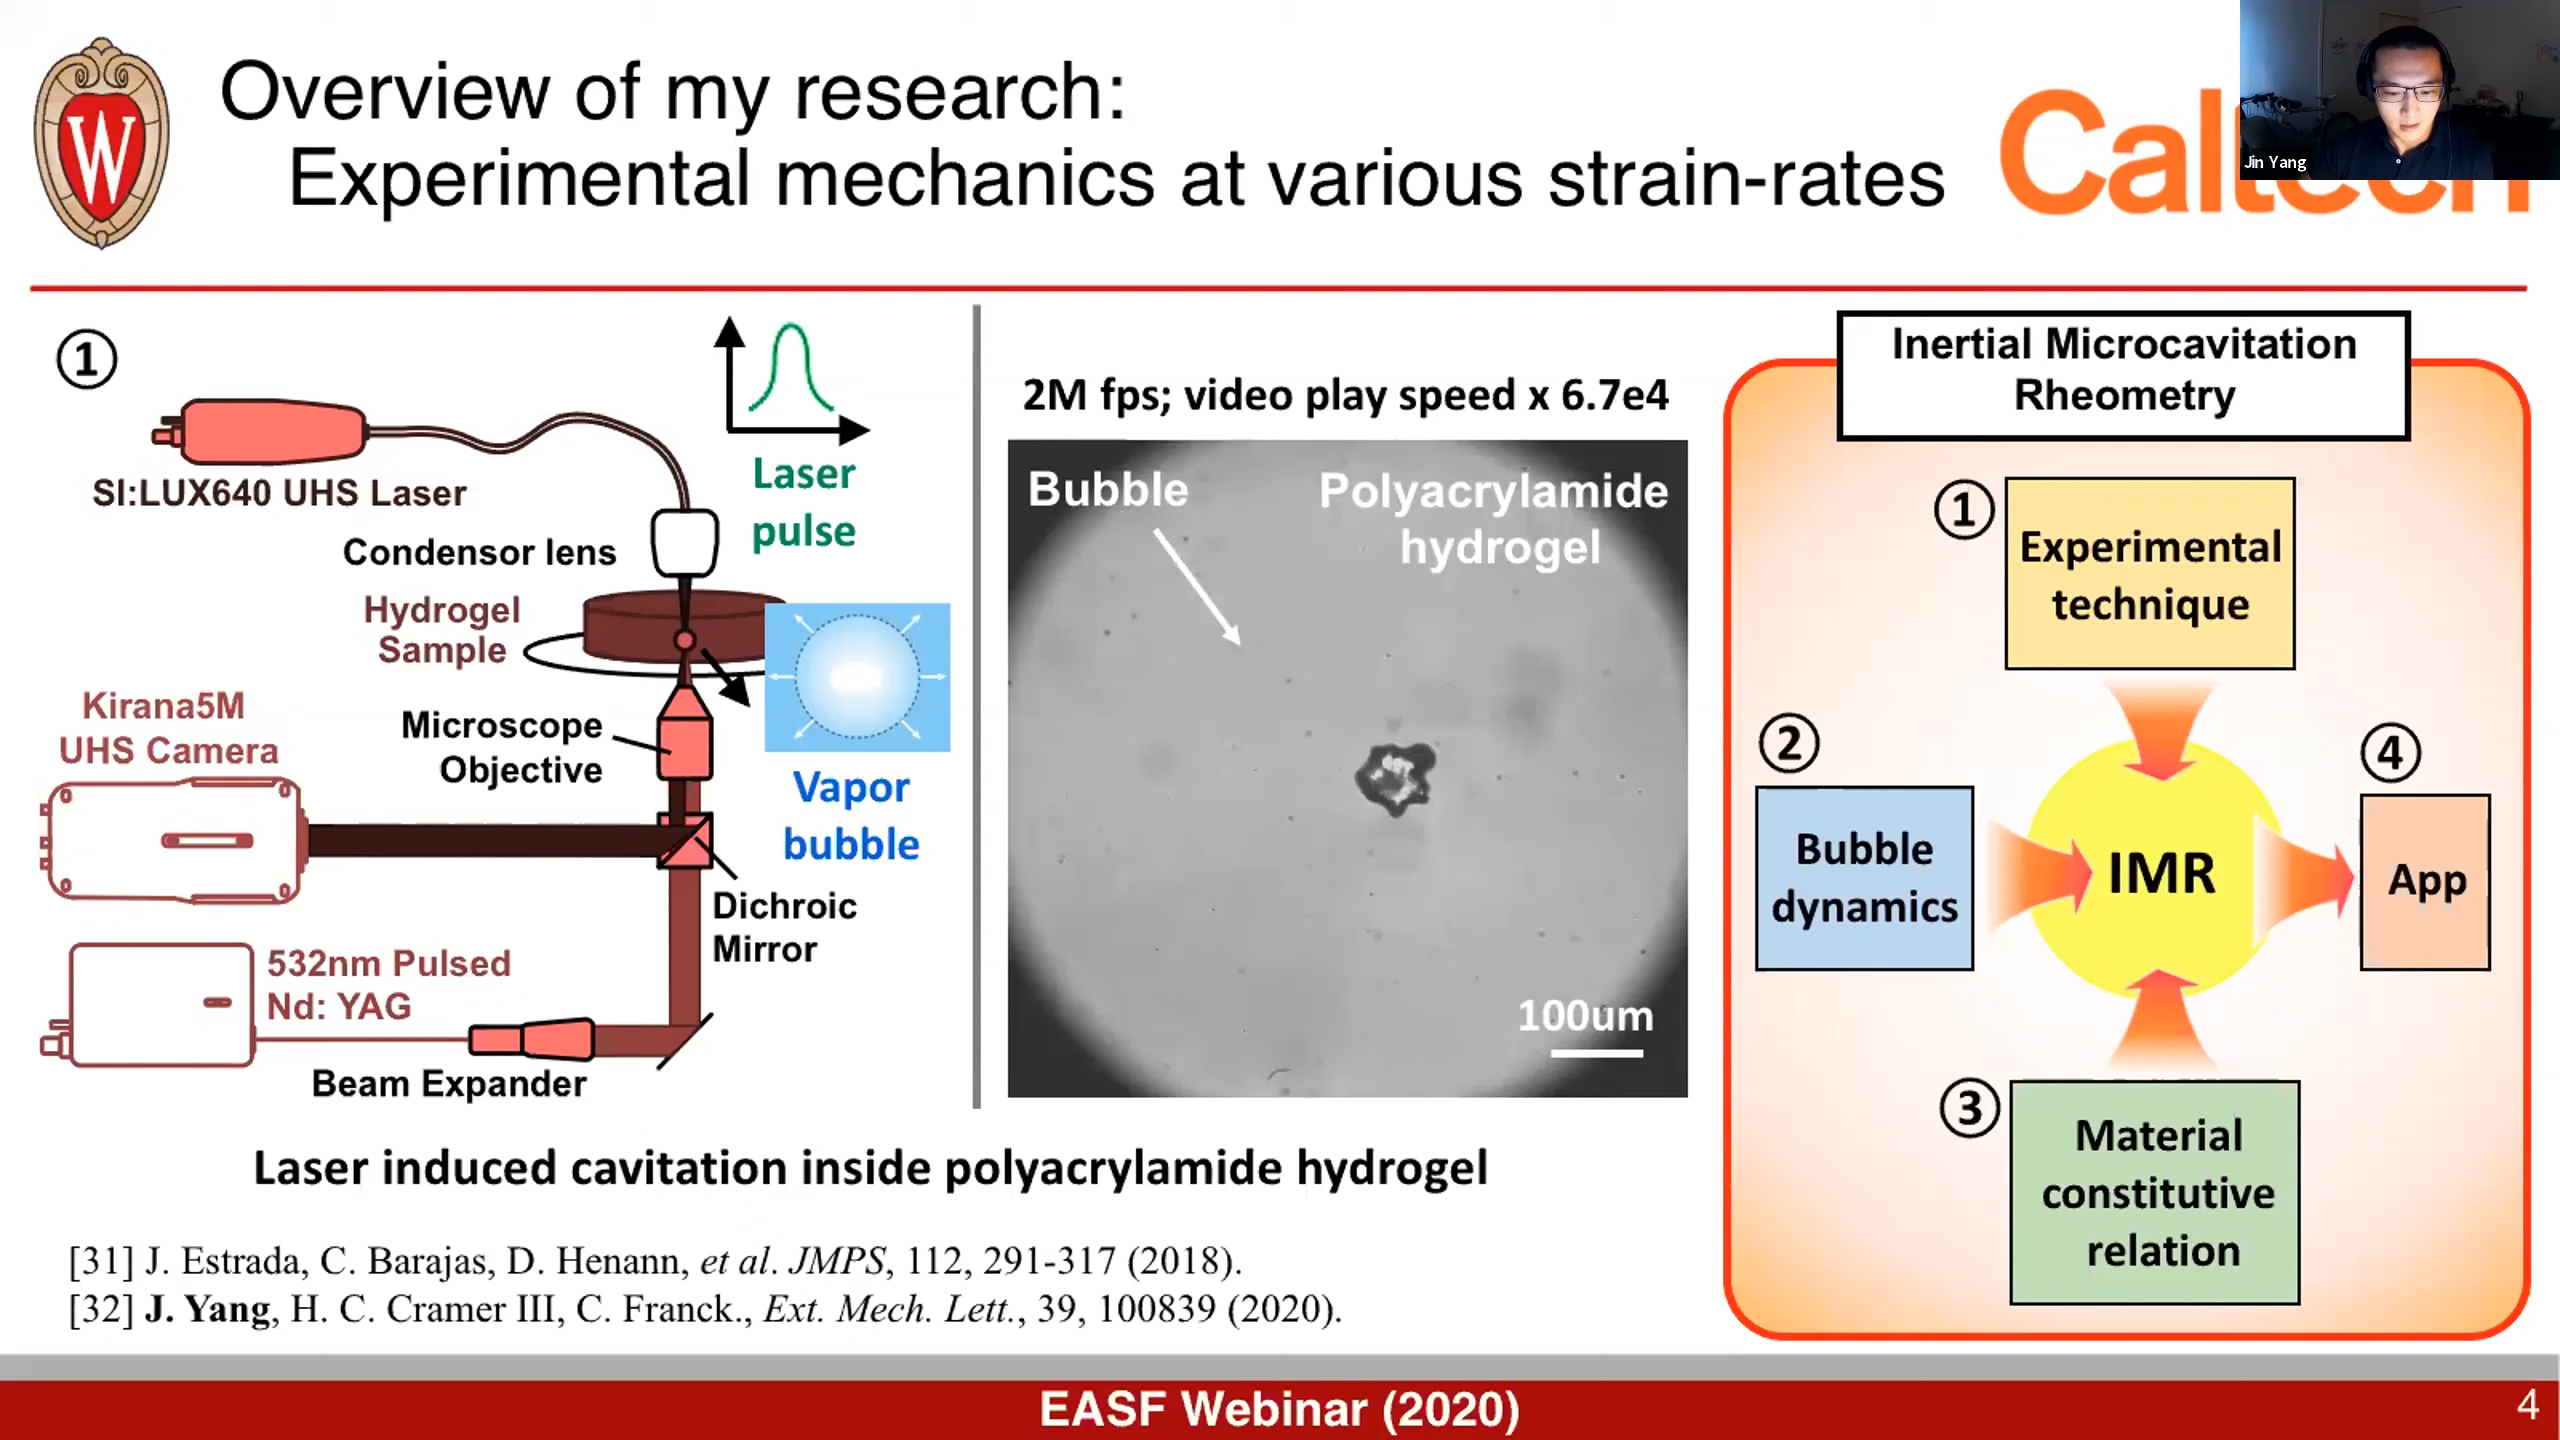 W
Overview of my research:
Experimental mechanics at various strain-rates
Caltech
Jin Yang
①
SI:LUX640 UHS Laser
Laser
pulse
Condensor lens
Hydrogel
Sample
Kirana5M
UHS Camera
Microscope
Objective
Vapor
bubble
Dichroic
Mirror
532nm Pulsed
Nd: YAG
Beam Expander
2M fps; video play speed x 6.7e4
Bubble
Polyacrylamide
hydrogel
100um
Laser induced cavitation inside polyacrylamide hydrogel
Inertial Microcavitation
Rheometry
①
Experimental
technique
②
Bubble
dynamics
IMR
④
App
③
Material
constitutive
relation
[31] J. Estrada, C. Barajas, D. Henann, et al. JMPS, 112, 291-317 (2018).
[32] J. Yang, H. C. Cramer III, C. Franck., Ext. Mech. Lett., 39, 100839 (2020).
EASF Webinar (2020)
4